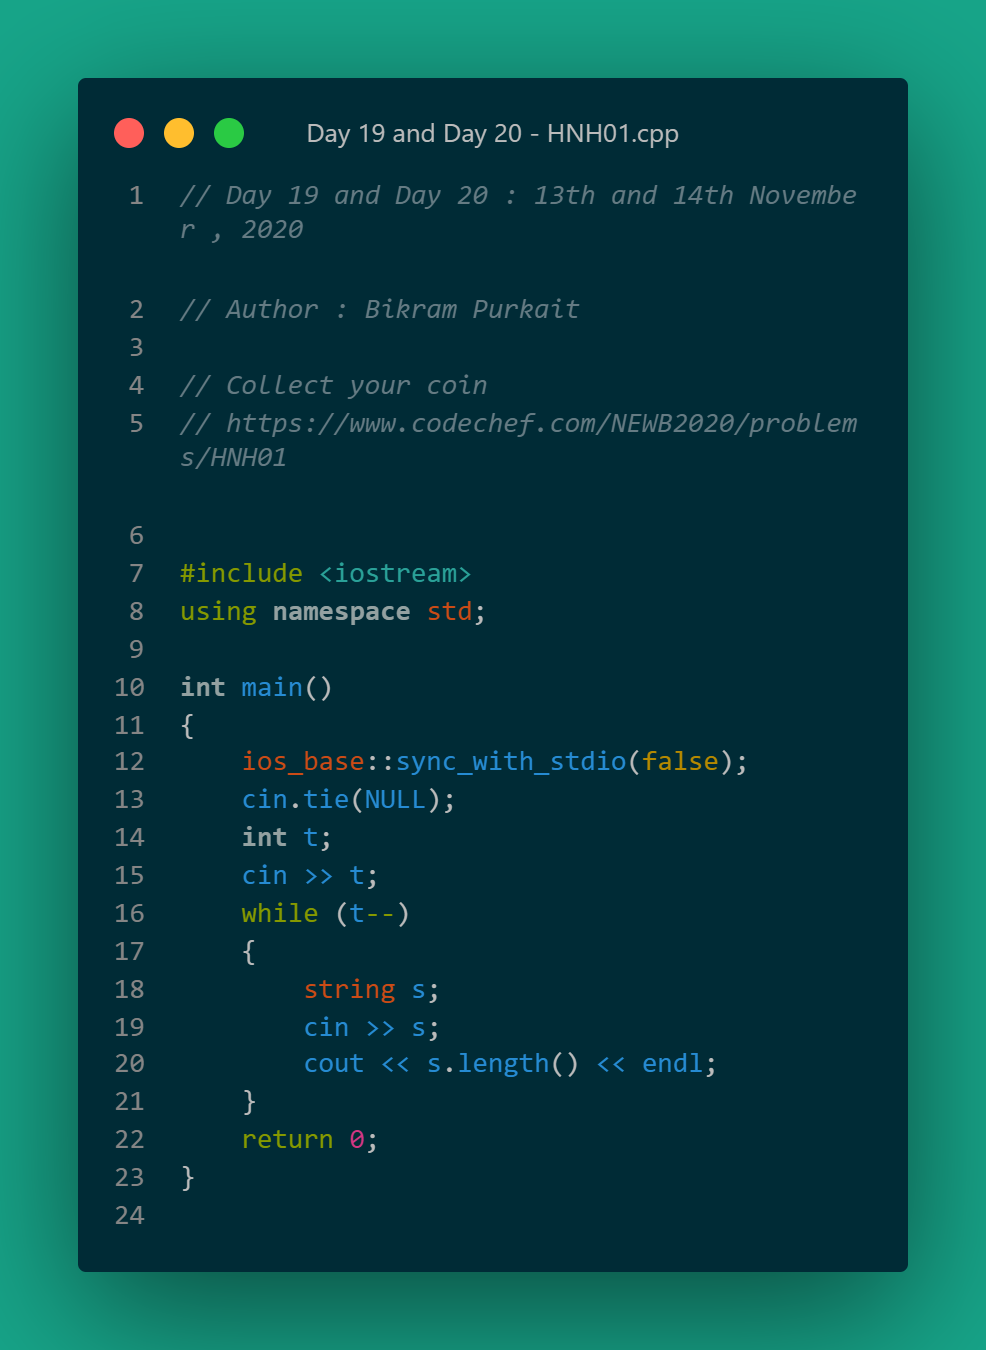 Day 19 and Day 20 - HNH01.cpp
1 // Day 19 and Day 20 : 13th and 14th Novembe
r , 2020
2 // Author : Bikram Purkait
3
4 // Collect your coin
5 // https://www.codechef.com/NEWB2020/problem
s/HNH01
6
7 #include <iostream>
8 using namespace std;
9
10 int main()
11 {
12     ios_base::sync_with_stdio(false);
13     cin.tie(NULL);
14     int t;
15     cin >> t;
16     while (t--)
17     {
18         string s;
19         cin >> s;
20         cout << s.length() << endl;
21     }
22     return 0;
23 }
24